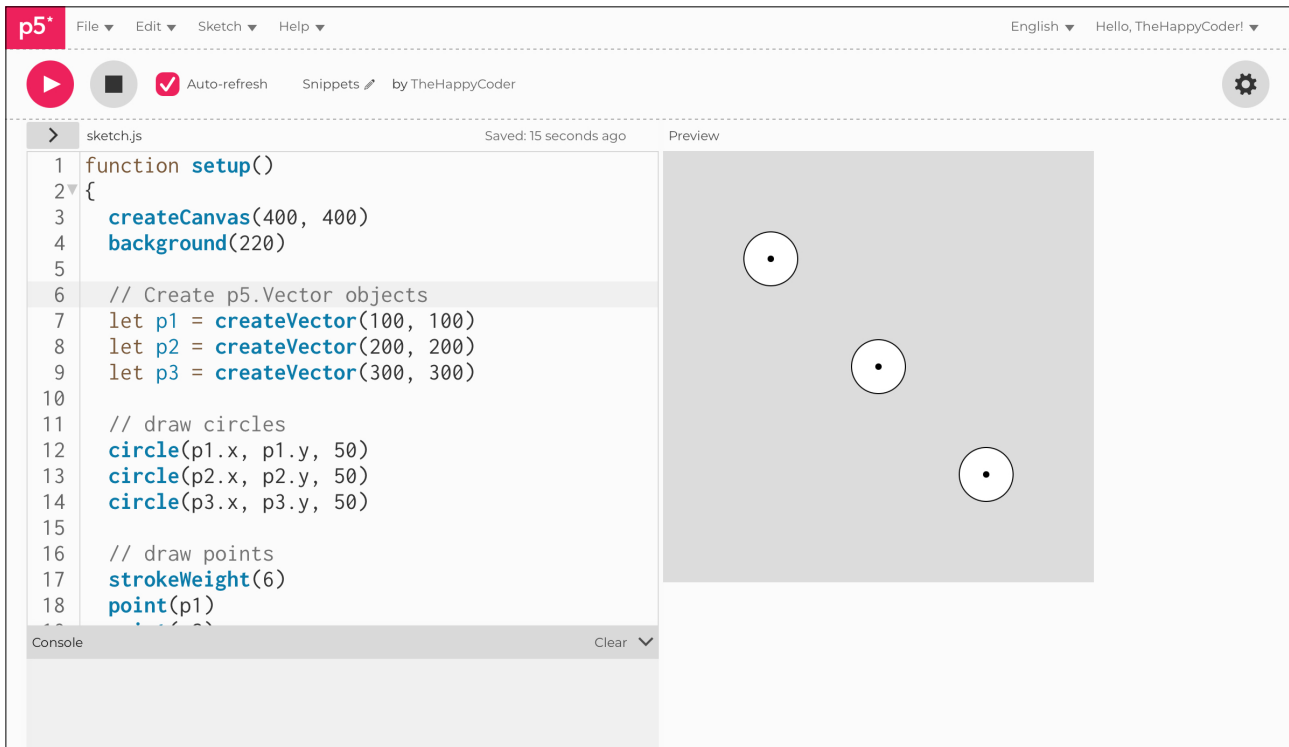 p5* File Edit Sketch Help English Hello, TheHappyCoder!
Auto-refresh Snippets by TheHappyCoder
> sketch.js Saved: 15 seconds ago Preview
1 function setup()
2 {
3 createCanvas(400, 400)
4 background(220)
5
6 // Create p5.Vector objects
7 let p1 = createVector(100, 100)
8 let p2 = createVector(200, 200)
9 let p3 = createVector(300, 300)
10
11 // draw circles
12 circle(p1.x, p1.y, 50)
13 circle(p2.x, p2.y, 50)
14 circle(p3.x, p3.y, 50)
15
16 // draw points
17 strokeWeight(6)
18 point(p1)
Console Clear